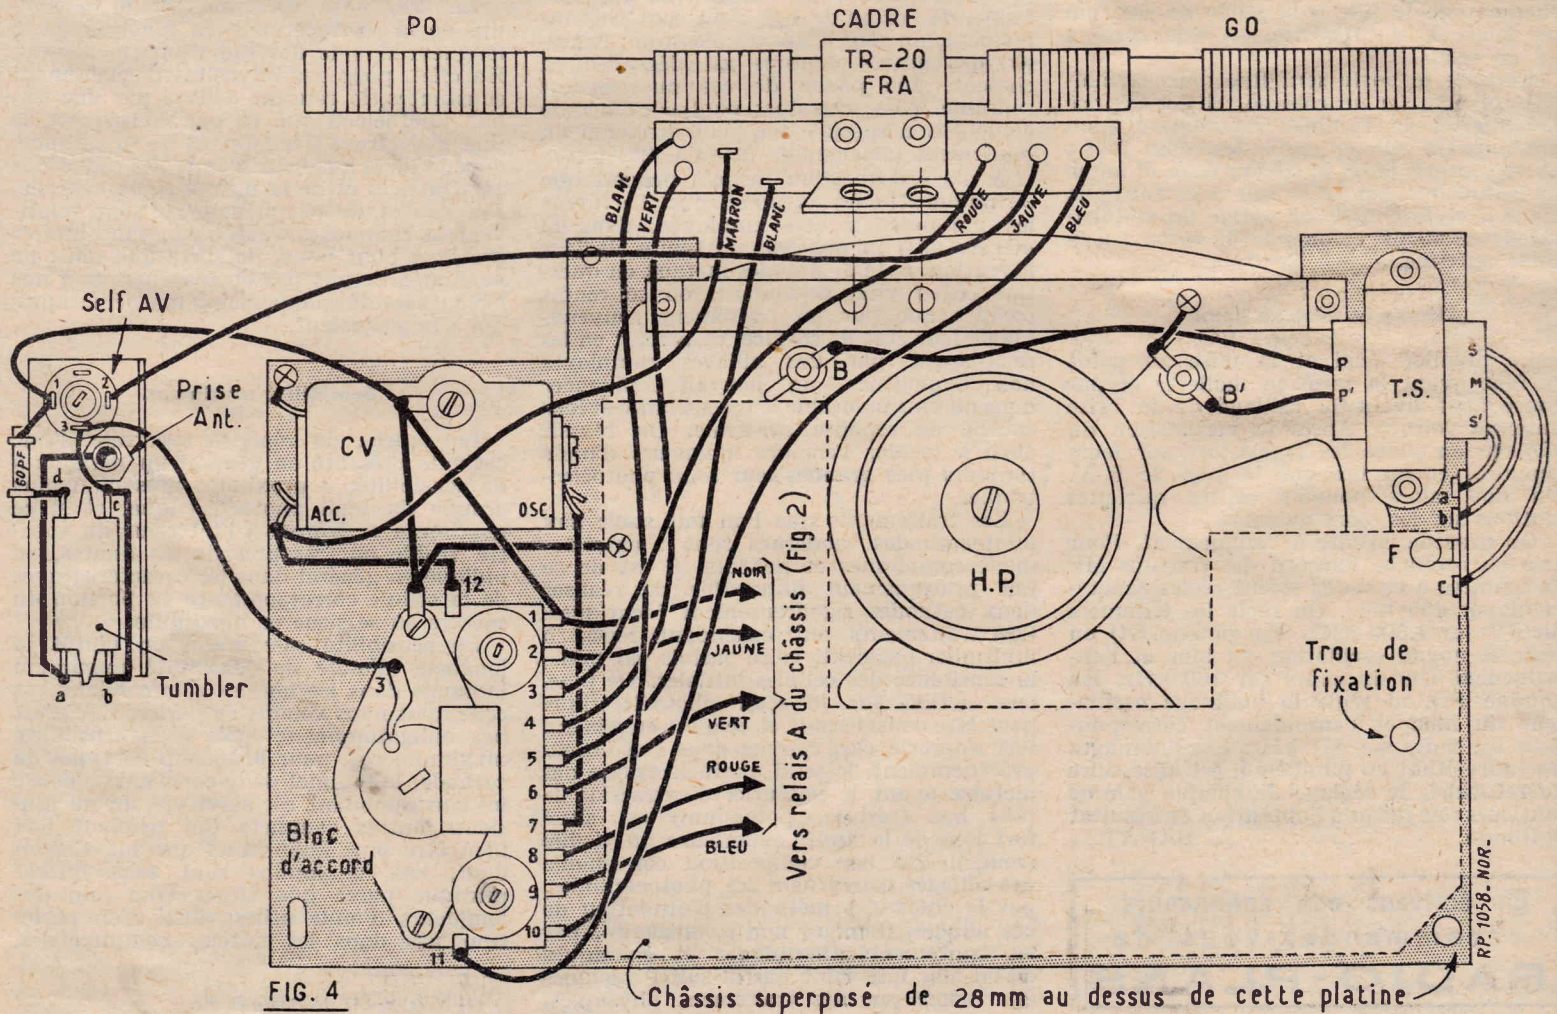 PO
CADRE
GO
TR_20
FRA
BLANC
VERT
MARRON
BLANC
ROUGE
JAUNE
BLEU
Self AV
1
2
3
Prise
Ant.
60pF
d
c
a
b
Tumbler
CV
ACC.
OSC.
B
B'
P
P'
T.S.
S
M
S'
a
b
c
F
H.P.
12
3
1
2
3
4
5
6
7
8
9
10
11
NOIR
JAUNE
VERT
ROUGE
BLEU
Vers relais A du châssis (Fig.2)
Bloc
d'accord
Trou de
fixation
RP.1058_NOR_
FIG. 4
Châssis superposé de 28mm au dessus de cette platine